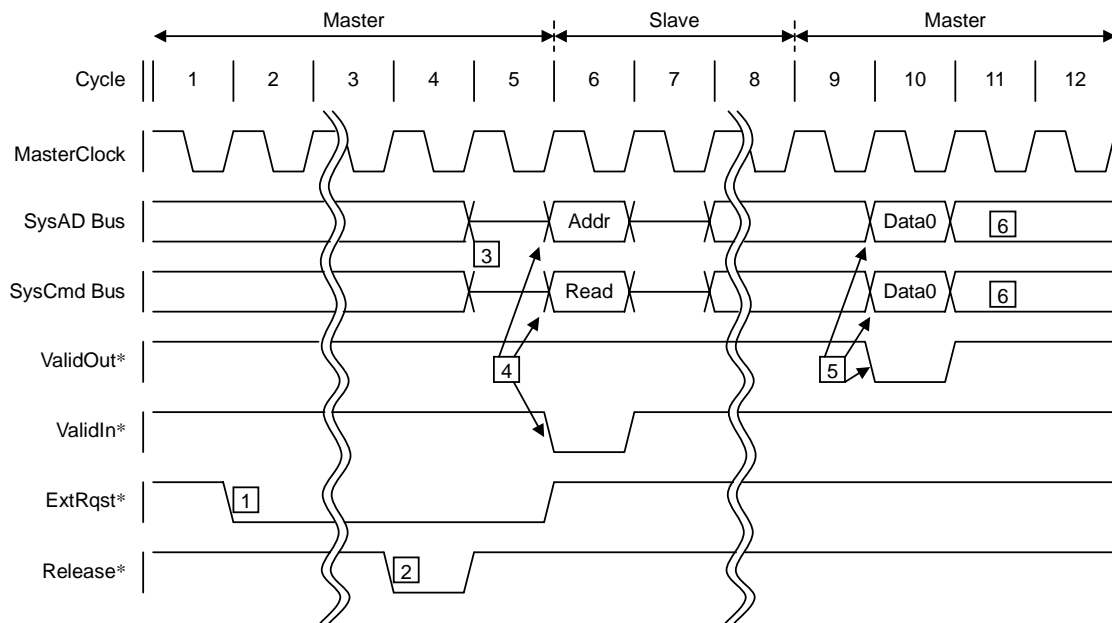 Master Slave Master
Cycle 1 2 3 4 5 6 7 8 9 10 11 12
MasterClock
SysAD Bus Addr Data0 6
3
SysCmd Bus Read Data0 6
ValidOut* 4 5
ValidIn*
ExtRqst* 1
Release* 2